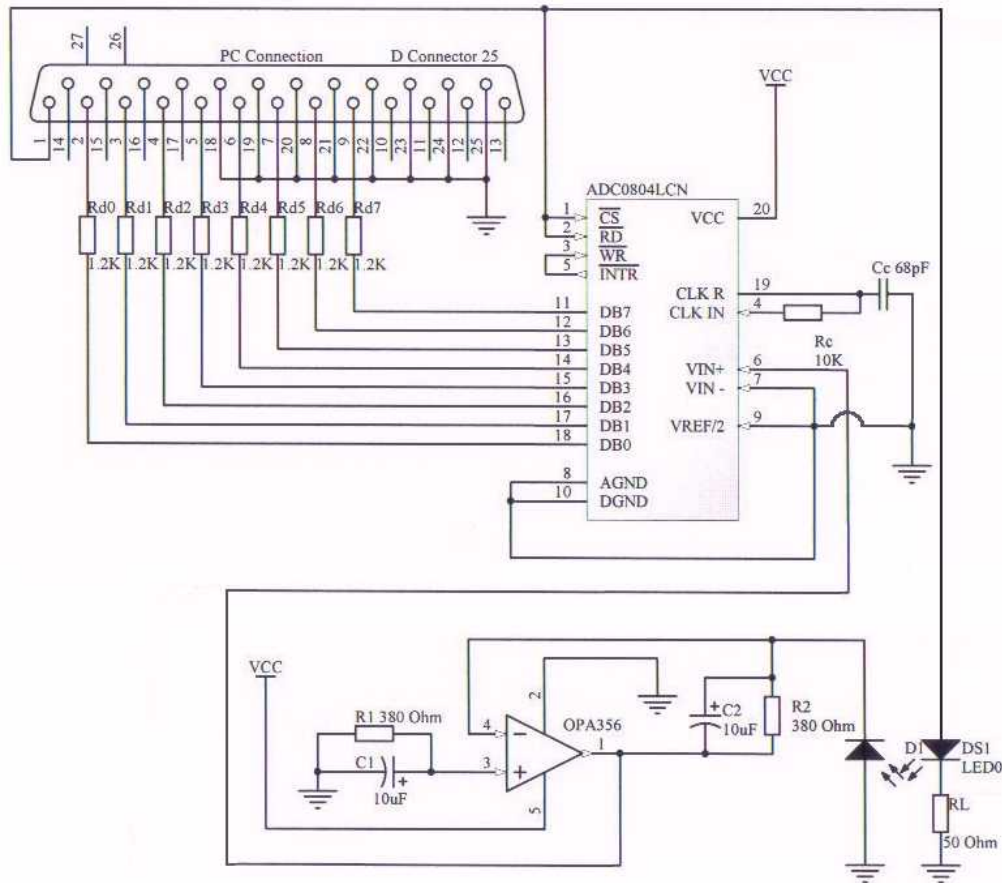 27
26
PC Connection
D Connector 25
VCC
1
14
2
15
3
16
4
17
5
18
6
19
7
20
8
21
9
22
10
23
11
24
12
25
13
ADC0804LCN
Rd0
Rd1
Rd2
Rd3
Rd4
Rd5
Rd6
Rd7
1.2K
1.2K
1.2K
1.2K
1.2K
1.2K
1.2K
1.2K
1
CS
2
RD
3
WR
5
INTR
VCC
20
CLK R
19
CLK IN
4
Cc 68pF
Rc
10K
11
DB7
12
DB6
13
DB5
14
DB4
15
DB3
16
DB2
17
DB1
18
DB0
VIN+
6
VIN -
7
VREF/2
9
8
AGND
10
DGND
VCC
R1 380 Ohm
C1
10uF
4
3
2
5
1
OPA356
C2
10uF
R2
380 Ohm
D1
DS1
LED0
RL
50 Ohm